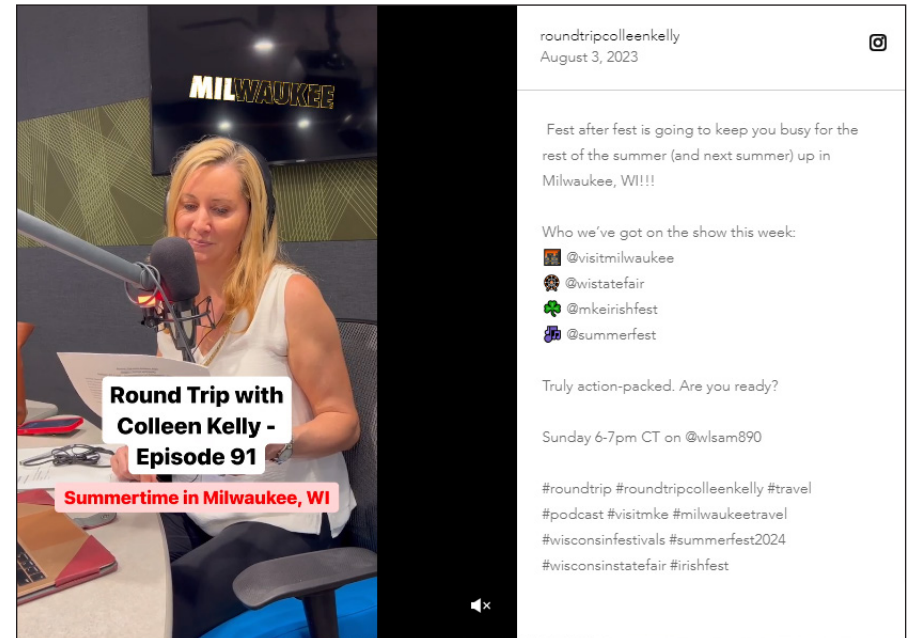 MILWAUKEE
Round Trip with
Colleen Kelly -
Episode 91
Summertime in Milwaukee, WI
roundtripcolleenkelly
August 3, 2023
Fest after fest is going to keep you busy for the
rest of the summer (and next summer) up in
Milwaukee, WI!!!
Who we've got on the show this week:
@visitmilwaukee
@wistatefair
@mkeirishfest
@summerfest
Truly action-packed. Are you ready?
Sunday 6-7pm CT on @wlsam890
#roundtrip #roundtripcolleenkelly #travel
#podcast #visitmke #milwaukeetravel
#wisconsinfestivals #summerfest2024
#wisconsinstatefair #irishfest